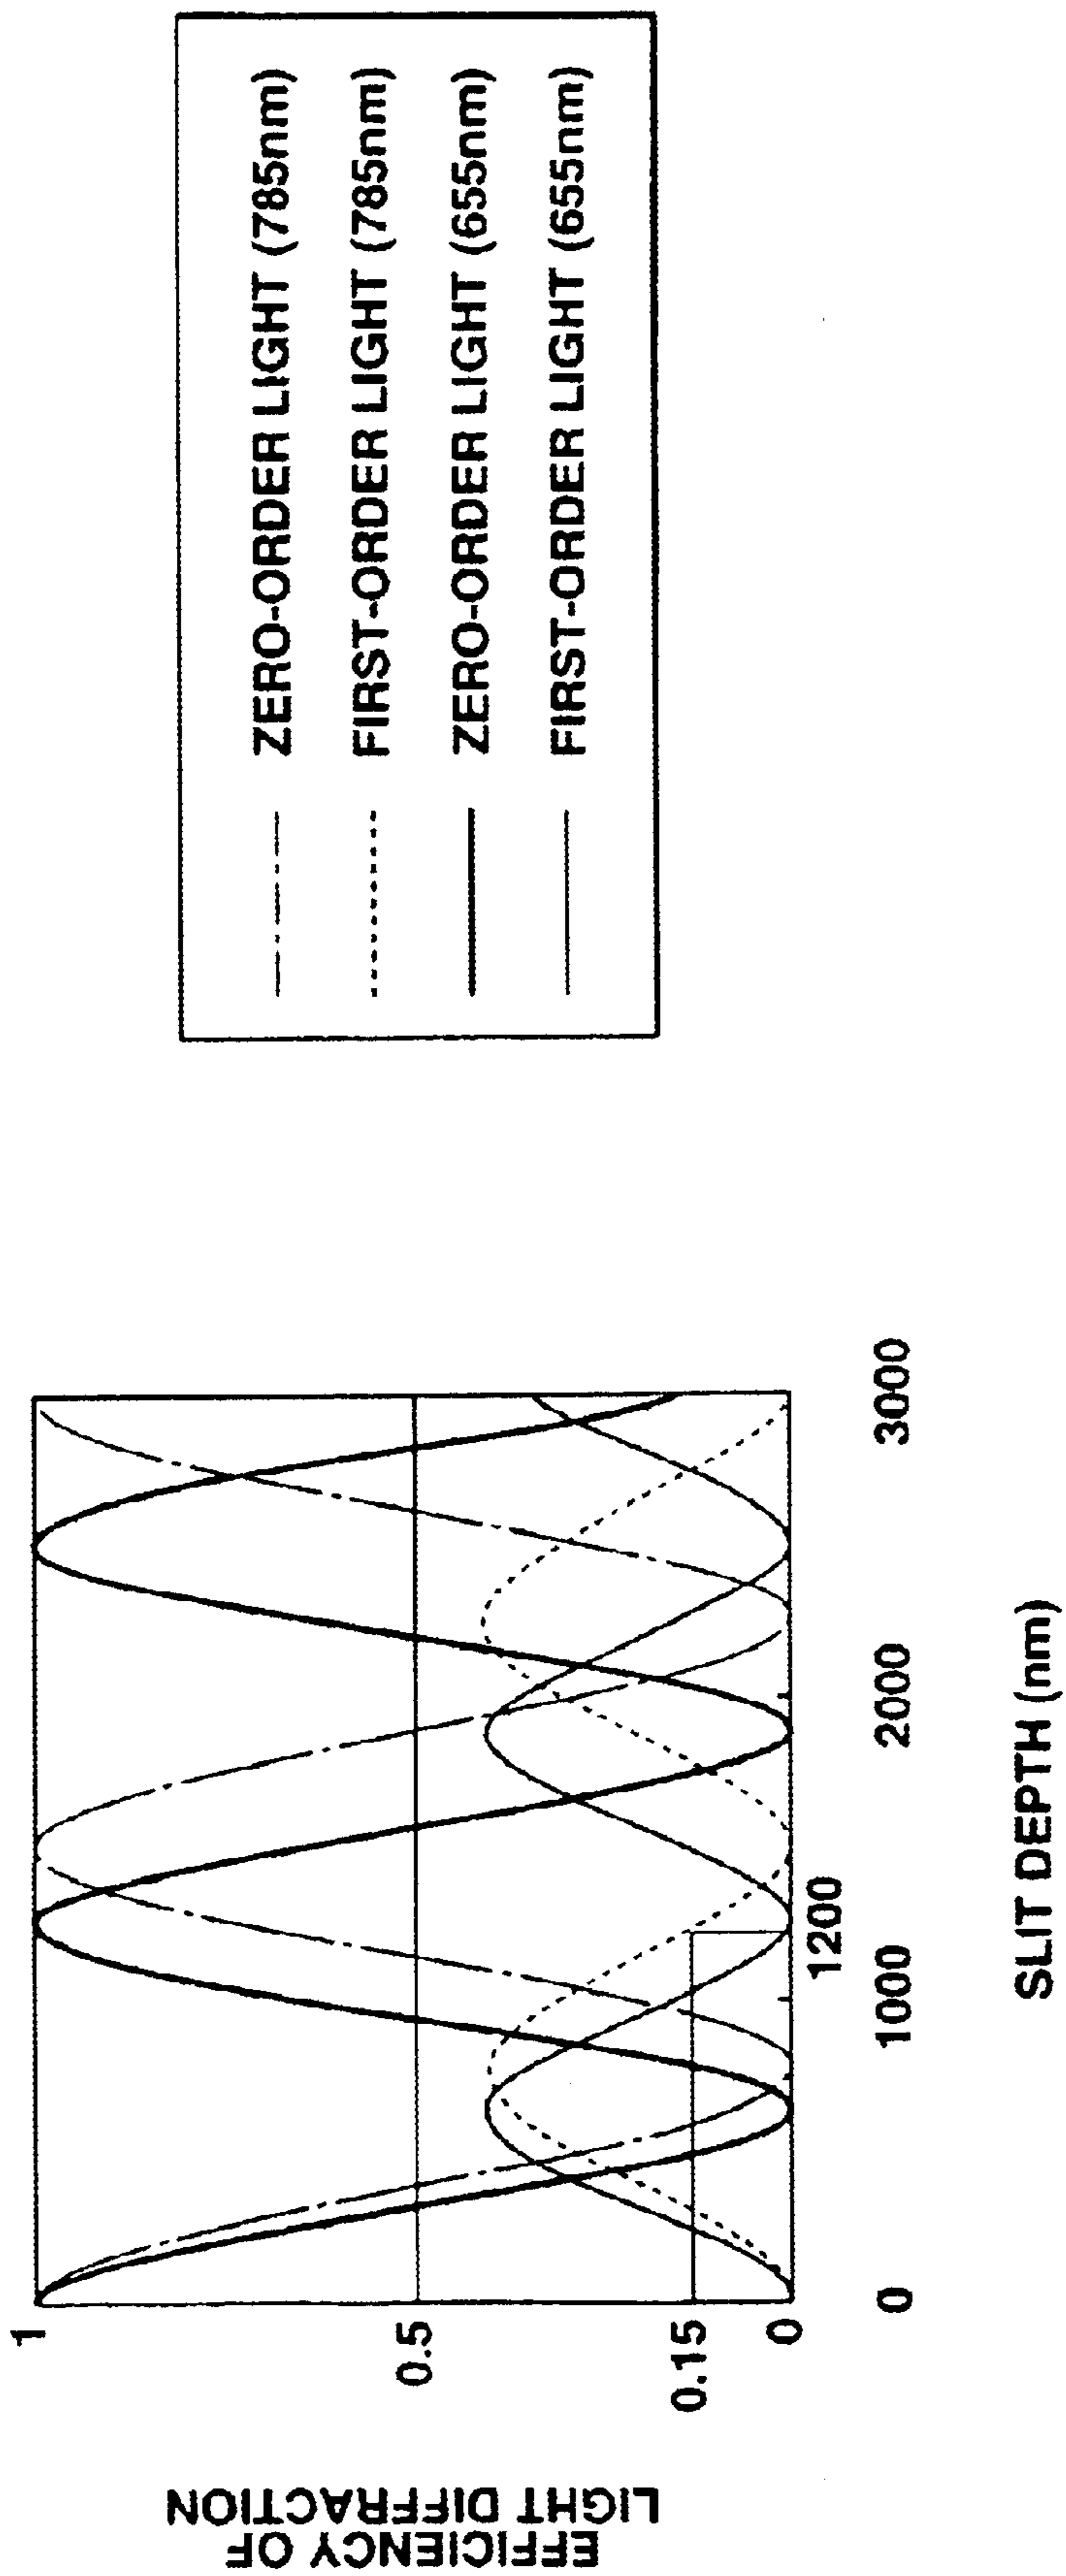 EFFICIENCY OF
LIGHT DIFFRACTION
1
0.5
0.15
0
0
1000
1200
2000
3000
SLIT DEPTH (nm)
ZERO-ORDER LIGHT (785nm)
FIRST-ORDER LIGHT (785nm)
ZERO-ORDER LIGHT (655nm)
FIRST-ORDER LIGHT (655nm)